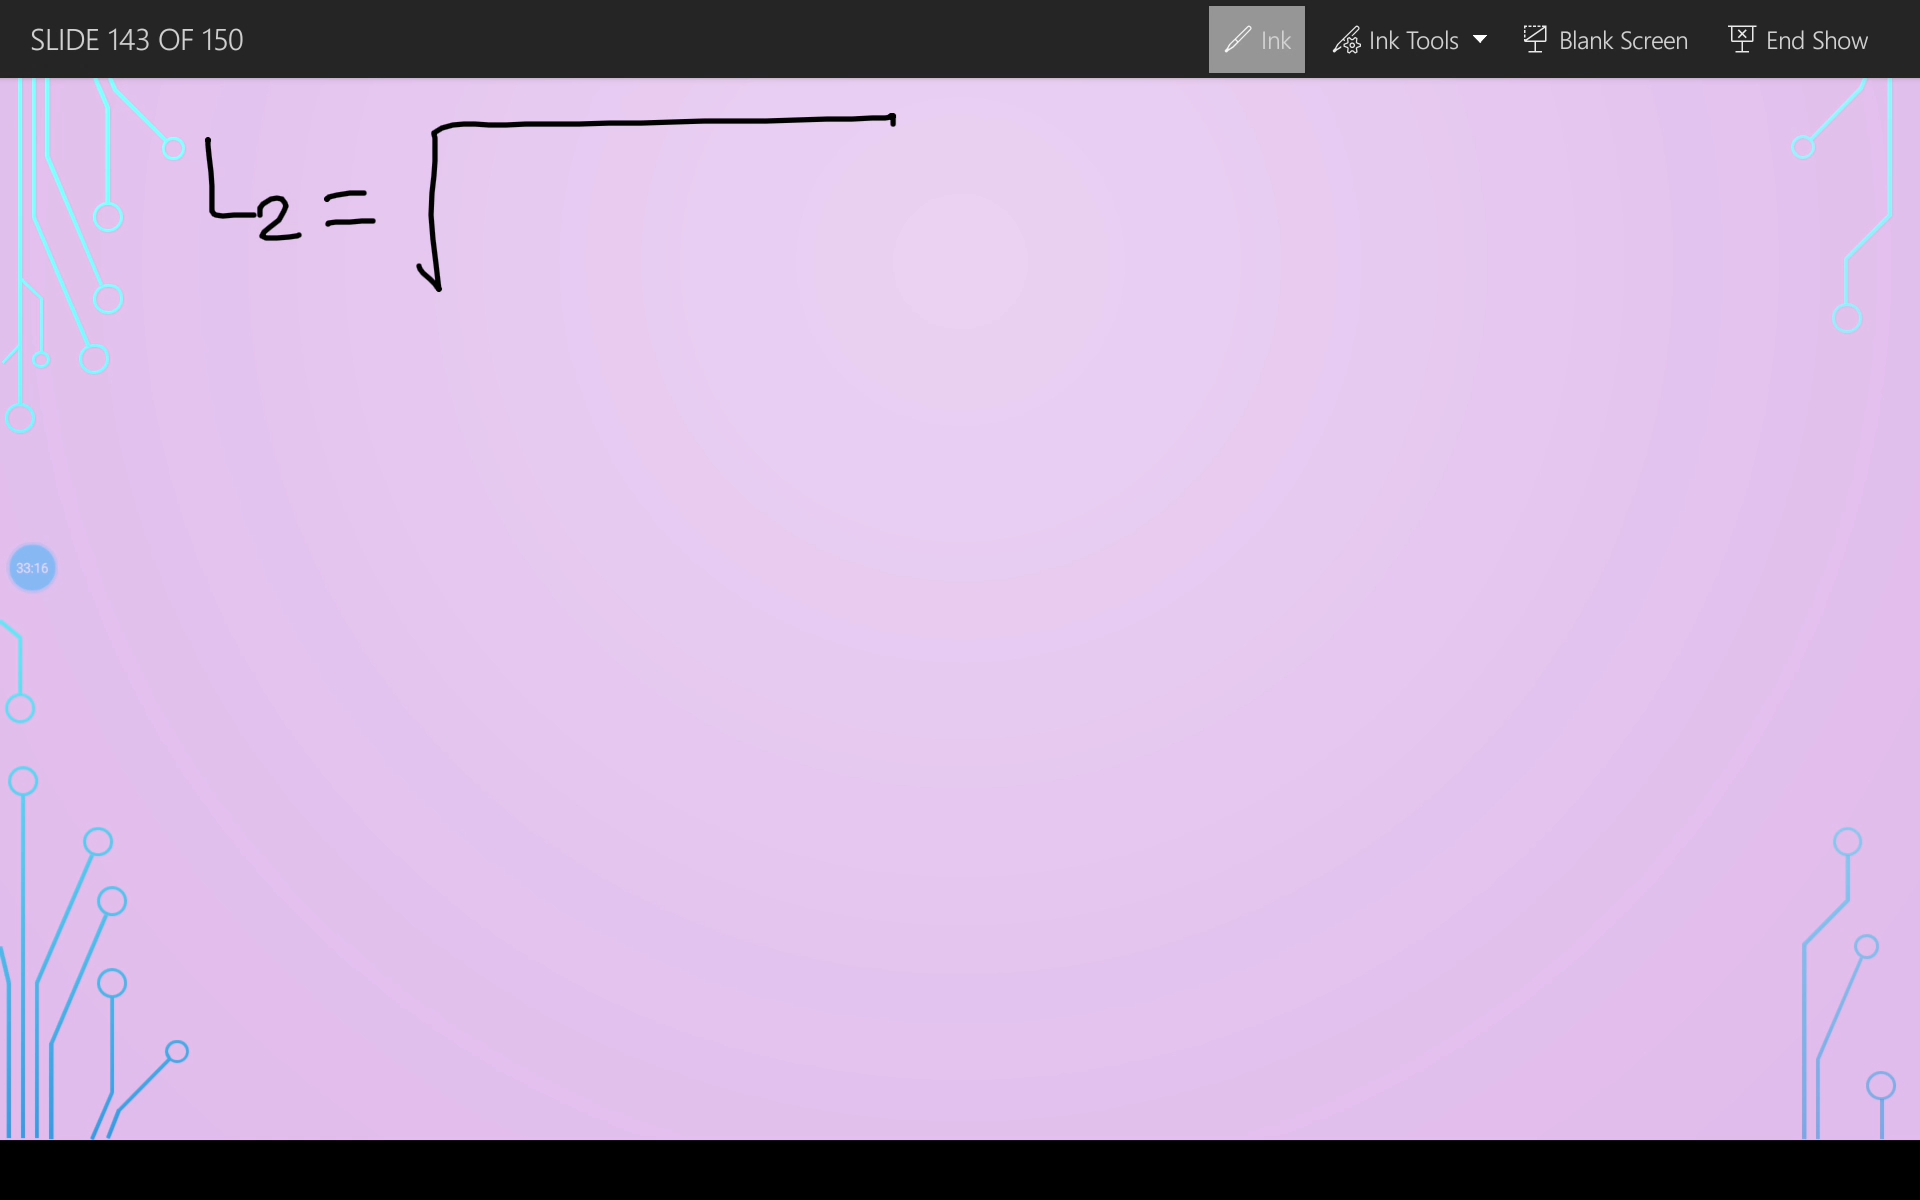 SLIDE 143 OF 150 Ink Ink Tools Blank Screen End Show
L₂ = √
33:16